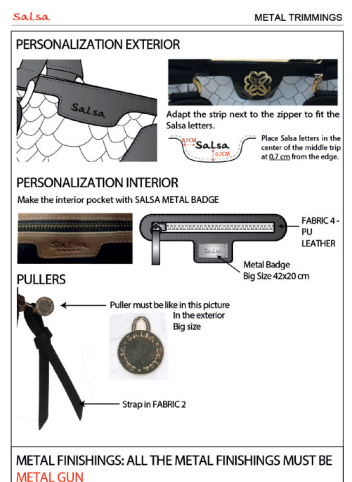 Salsa
METAL TRIMMINGS
PERSONALIZATION EXTERIOR
Salsa
Adapt the strip next to the zipper to fit the
Salsa letters.
0,7CM
Salsa
0,7CM
Place Salsa letters in the
center of the middle trip
at 0.7 cm from the edge.
PERSONALIZATION INTERIOR
Make the interior pocket with SALSA METAL BADGE
Salsa
FABRIC 4 -
PU
LEATHER
Metal Badge
Big Size 42x20 cm
PULLERS
Puller must be like in this picture
In the exterior
Big size
Strap in FABRIC 2
METAL FINISHINGS: ALL THE METAL FINISHINGS MUST BE
METAL GUN